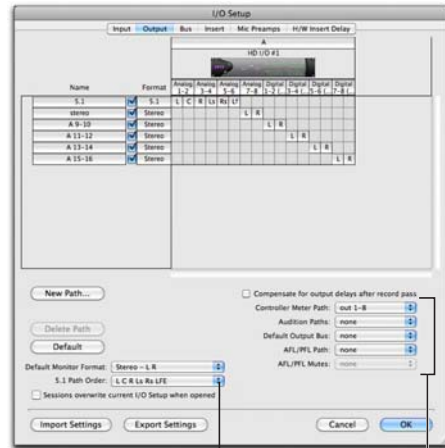 I/O Setup
Input Output Bus Insert Mic Preamps H/W Insert Delay
A
HD I/O #1
Name Format Analog 1-2 Analog 3-4 Analog 5-6 Analog 7-8 Digital 1-2 (... Digital 3-4 (... Digital 5-6 (... Digital 7-8 (...
5.1 5.1 L C R Ls Rs Lf
stereo Stereo L R
A 9-10 Stereo L R
A 11-12 Stereo L R
A 13-14 Stereo L R
A 15-16 Stereo L R
New Path...
Compensate for output delays after record pass
Controller Meter Path: out 1-8
Delete Path
Audition Paths: none
Default
Default Output Bus: none
AFL/PFL Path: none
Default Monitor Format: Stereo - L R
AFL/PFL Mutes: none
5.1 Path Order: L C R Ls Rs LFE
Sessions overwrite current I/O Setup when opened
Import Settings Export Settings Cancel OK